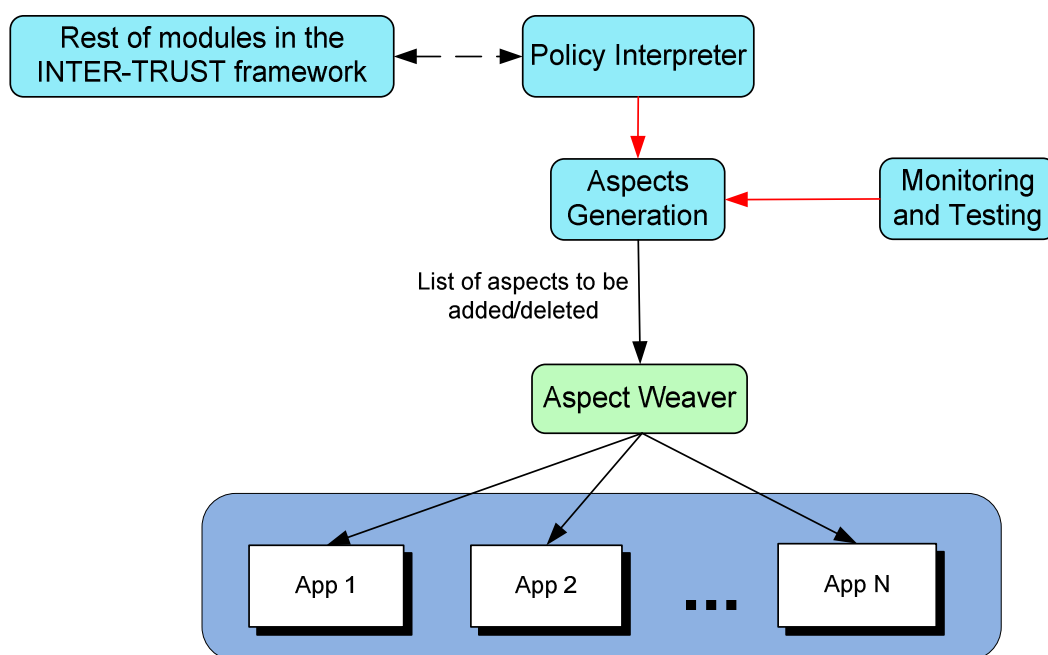 Rest of modules in the
INTER-TRUST framework
Policy Interpreter
Aspects
Generation
Monitoring
and Testing
List of aspects to be
added/deleted
Aspect Weaver
App 1
App 2
...
App N